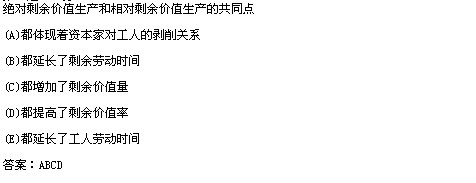 绝对剩余价值生产和相对剩余价值生产的共同点
(A)都体现着资本家对工人的剥削关系
(B)都延长了剩余劳动时间
(C)都增加了剩余价值量
(D)都提高了剩余价值率
(E)都延长了工人劳动时间
答案：ABCD